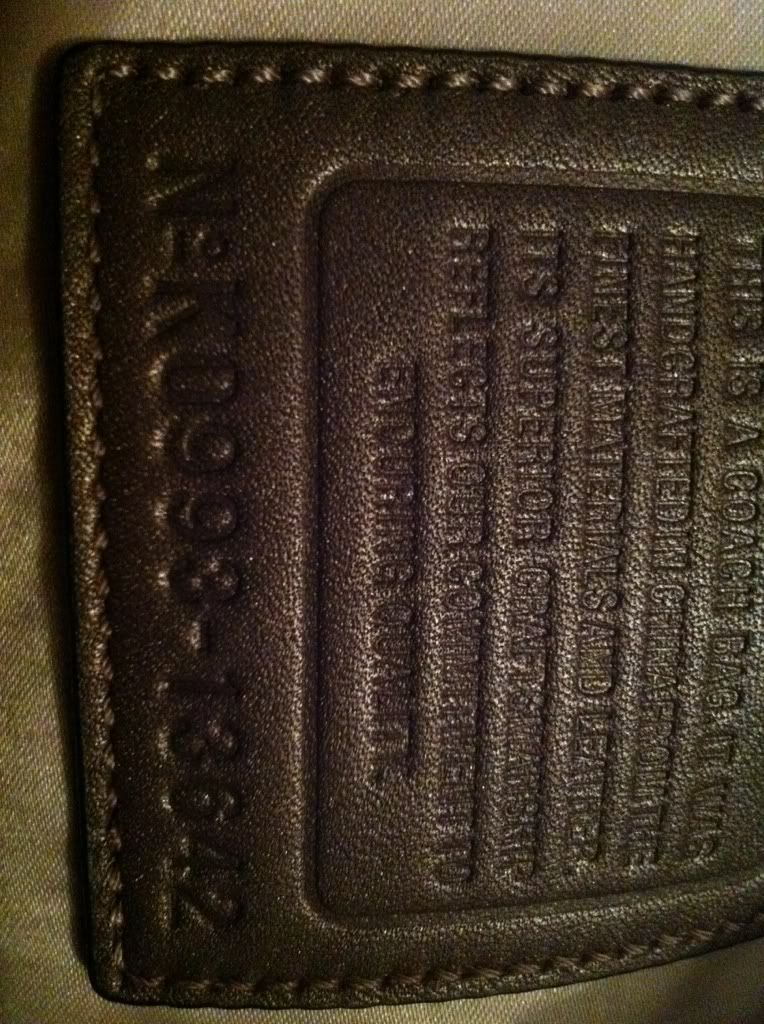 THIS IS A COACH BAG. IT WAS
HANDCRAFTED IN CHINA FROM THE
FINEST MATERIALS AND LEATHER.
ITS SUPERIOR CRAFTSMANSHIP
REFLECTS OUR COMMITMENT TO
ENDURING QUALITY.
Nº K0993-13642